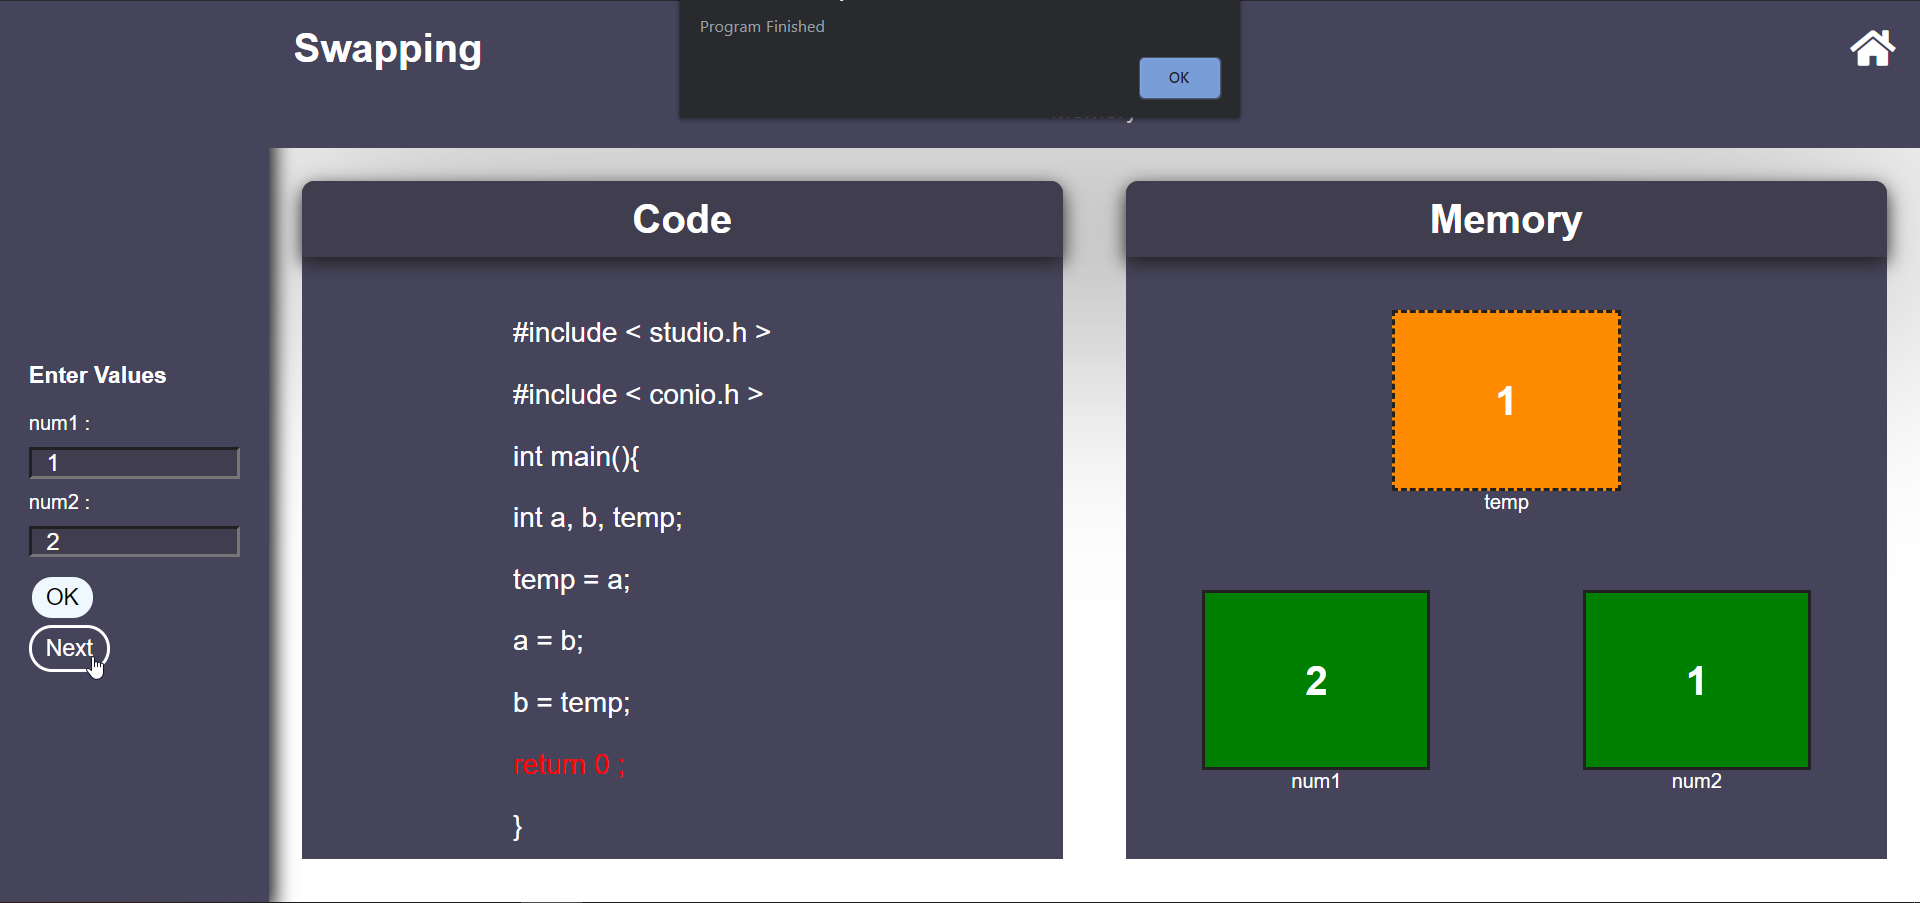 Swapping
Program Finished
OK
Enter Values
num1 :
1
num2 :
2
OK
Next
Code
#include < studio.h >
#include < conio.h >
int main(){
int a, b, temp;
temp = a;
a = b;
b = temp;
return 0 ;
}
Memory
1
temp
2
num1
1
num2